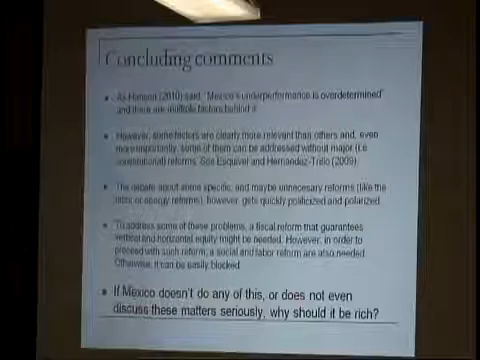 Concluding comments
As Hanson (2010) said "Mexico's underperformance is overdetermined"
and there are multiple factors behind it
However, some factors are clearly more relevant than others and, even
more importantly, some of them can be addressed without major (i.e.
constitutional) reforms. See Esquivel and Hernandez-Trillo (2009)
The debate about some specific, and maybe unnecessary reforms (like the
labor or energy reforms), however, gets quickly politicized and polarized.
To address some of these problems, a fiscal reform that guarantees
vertical and horizontal equity might be needed. However, in order to
proceed with such reform, a social and labor reform are also needed.
Otherwise, it can be easily blocked.
If Mexico doesn't do any of this, or does not even
discuss these matters seriously, why should it be rich?